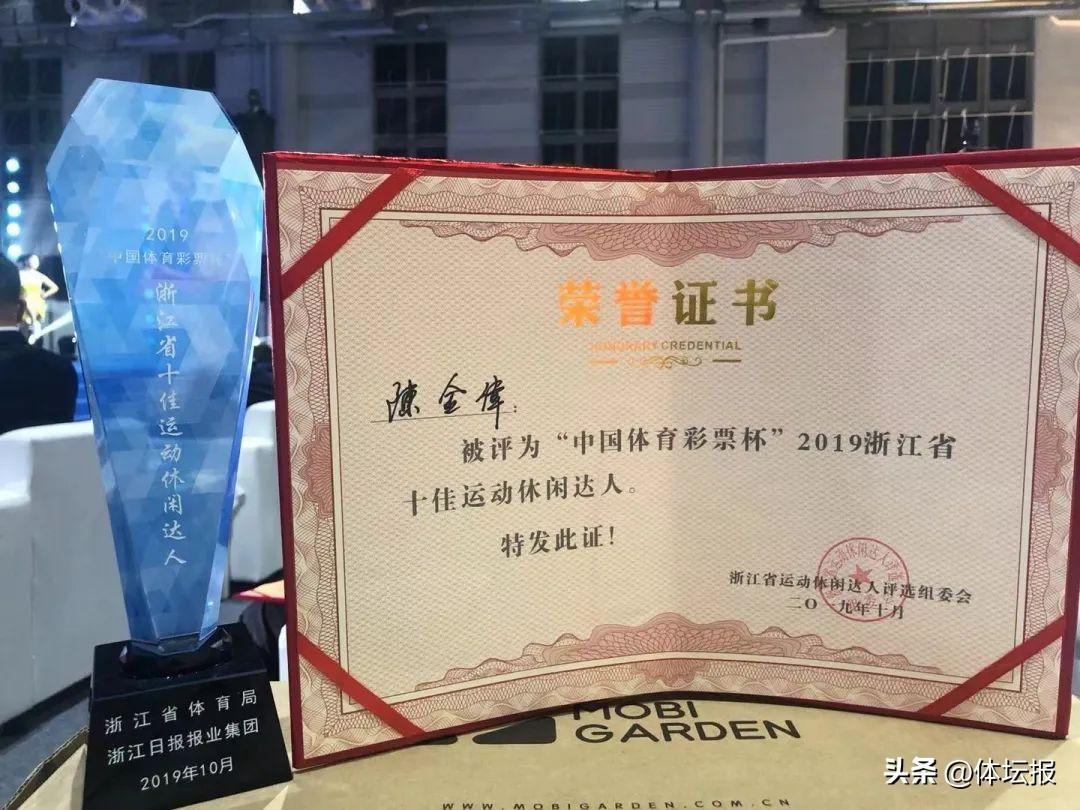 2019
中国体育彩票杯
浙江省十佳运动休闲达人
浙江省体育局
浙江日报报业集团
2019年10月
荣誉证书
HONORARY CREDENTIAL
陳金偉:
被评为“中国体育彩票杯”2019浙江省
十佳运动休闲达人。
特发此证!
浙江省运动休闲达人评选组委会
二〇一九年十月
MOBI
GARDEN
WWW.MOBIGARDEN.COM.CN
头条 @体坛报